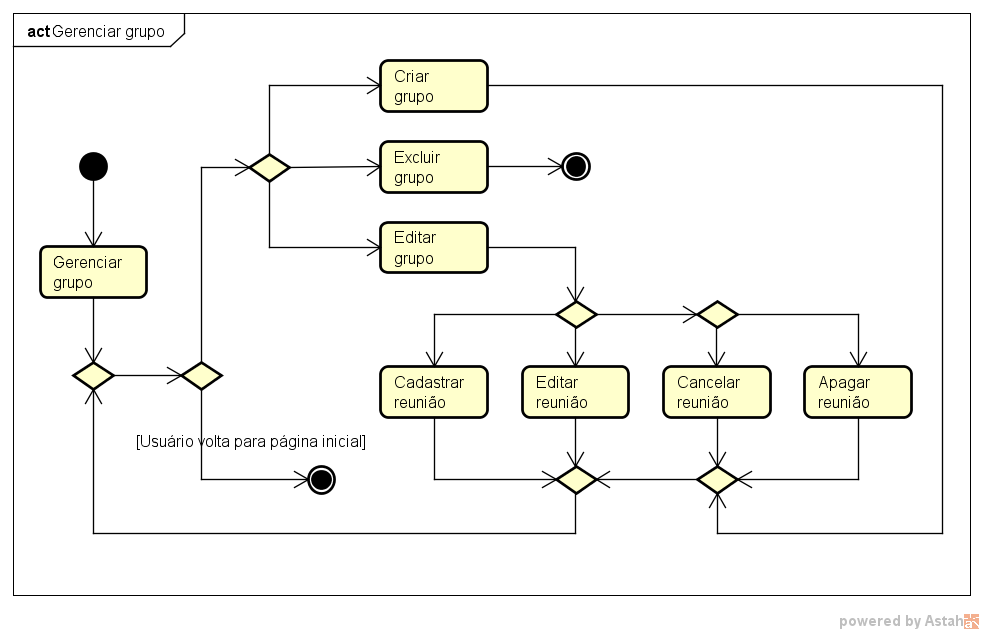 act Gerenciar grupo
Criar
grupo
Excluir
grupo
Editar
grupo
Gerenciar
grupo
Cadastrar
reunião
Editar
reunião
Cancelar
reunião
Apagar
reunião
[Usuário volta para página inicial]
powered by Astah